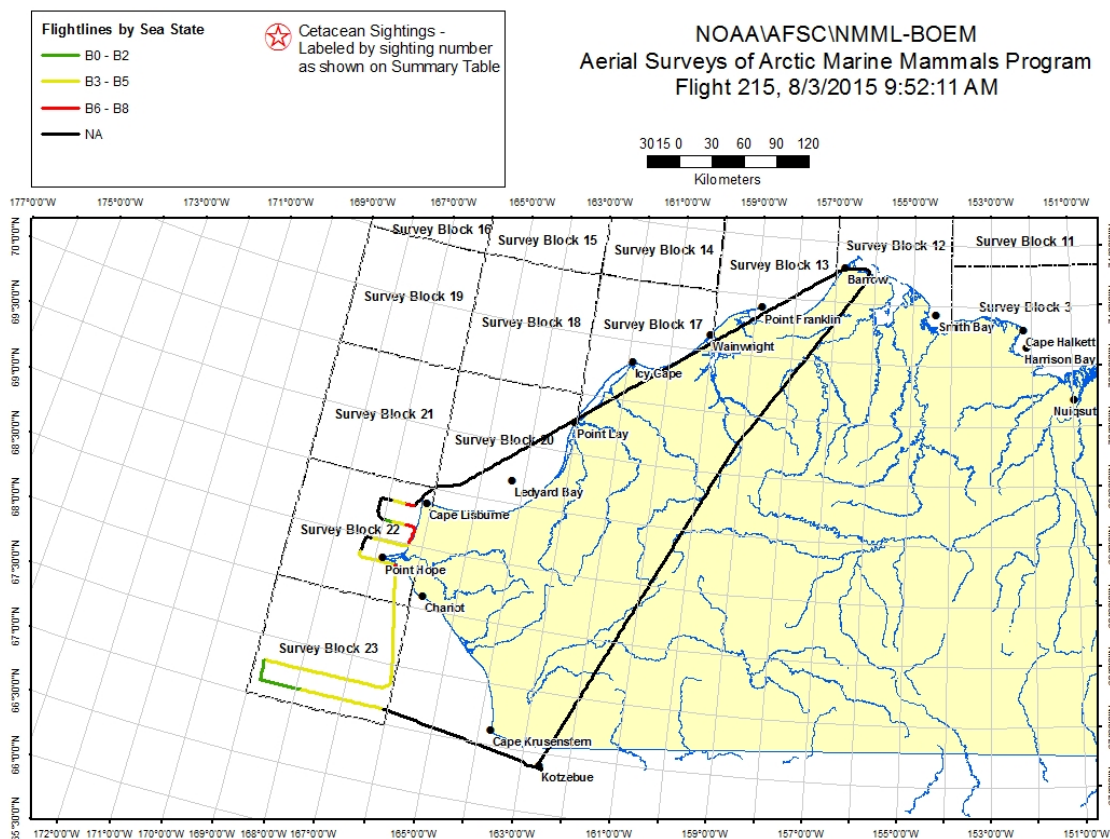 Flightlines by Sea State
B0 - B2
B3 - B5
B6 - B8
NA
Cetacean Sightings -
Labeled by sighting number
as shown on Summary Table
NOAA\AFSC\NMML-BOEM
Aerial Surveys of Arctic Marine Mammals Program
Flight 215, 8/3/2015 9:52:11 AM
3015 0 30 60 90 120
Kilometers
177°0'0"W 175°0'0"W 173°0'0"W 171°0'0"W 169°0'0"W 167°0'0"W 165°0'0"W 163°0'0"W 161°0'0"W 159°0'0"W 157°0'0"W 155°0'0"W 153°0'0"W 151°0'0"W
70°0'0"N
69°30'0"N
69°0'0"N
68°30'0"N
68°0'0"N
67°30'0"N
67°0'0"N
66°30'0"N
66°0'0"N
65°30'0"N
Survey Block 16
Survey Block 15
Survey Block 14
Survey Block 13
Survey Block 12
Survey Block 11
Survey Block 19
Survey Block 18
Survey Block 17
Survey Block 3
Barrow
Point Franklin
Smith Bay
Wainwright
Cape Halkett
Harrison Bay
Icy Cape
Nuiqsut
Survey Block 21
Survey Block 20
Point Lay
Ledyard Bay
Cape Lisburne
Survey Block 22
Point Hope
Chariot
Survey Block 23
Cape Krusenstern
Kotzebue
172°0'0"W 171°0'0"W 170°0'0"W 169°0'0"W 168°0'0"W 167°0'0"W 165°0'0"W 163°0'0"W 161°0'0"W 159°0'0"W 157°0'0"W 155°0'0"W 153°0'0"W 151°0'0"W